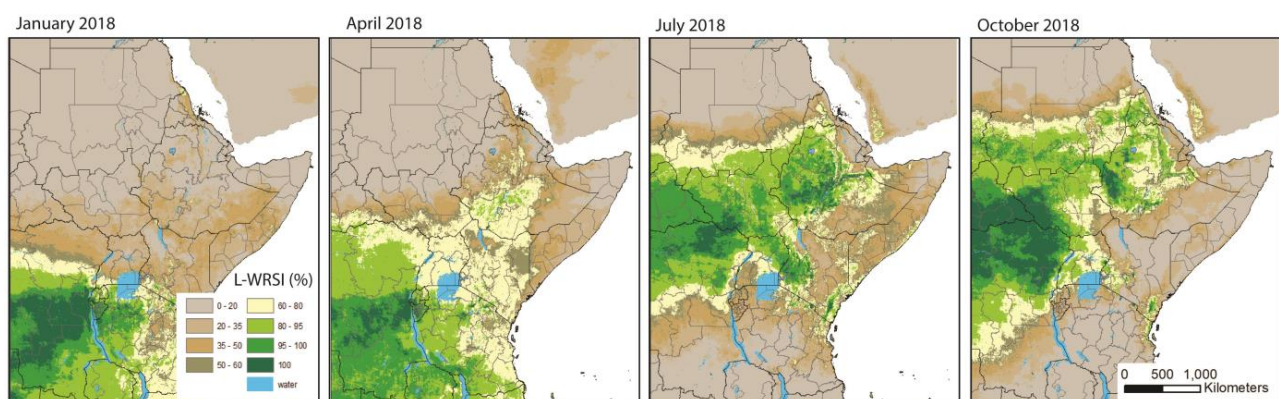 January 2018
April 2018
July 2018
October 2018
L-WRSI (%)
0 - 20
60 - 80
20 - 35
80 - 95
35 - 50
95 - 100
50 - 60
100
water
0 500 1,000
Kilometers